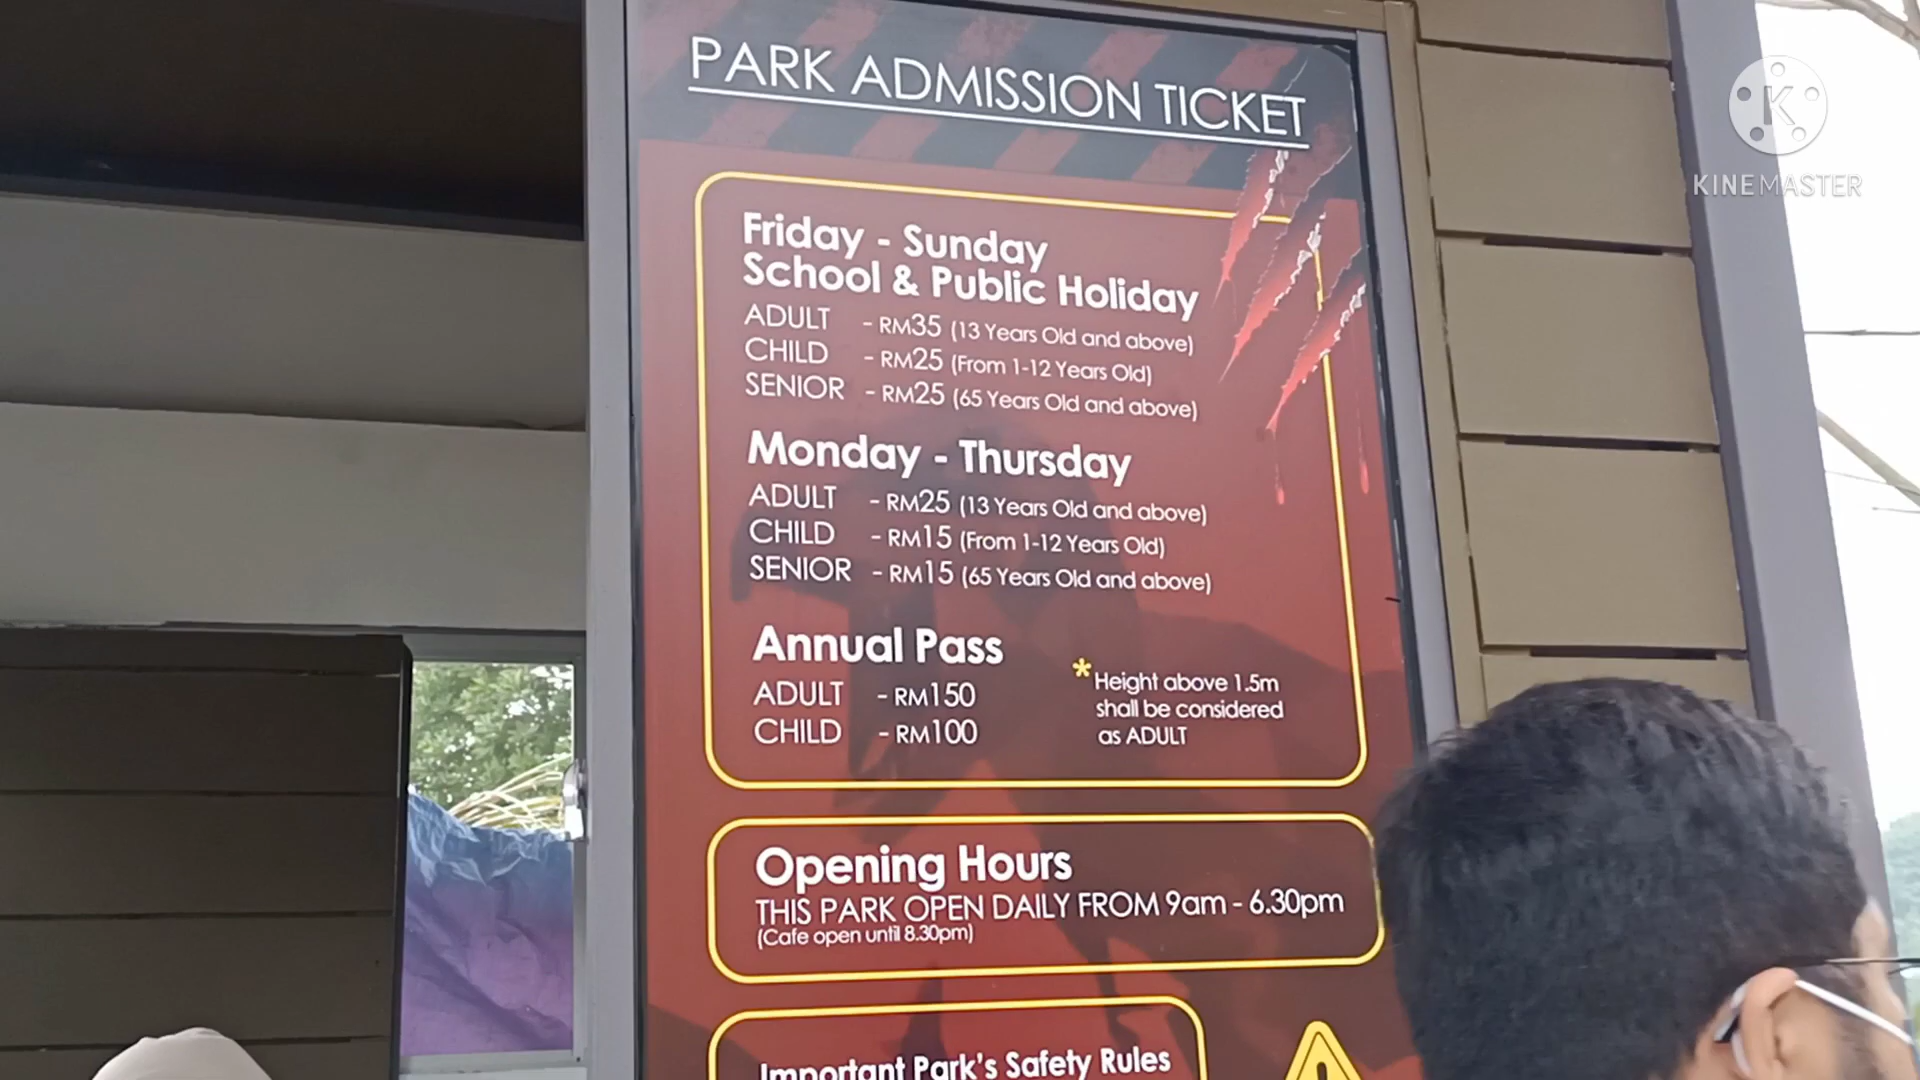 PARK ADMISSION TICKET
Friday - Sunday
School & Public Holiday
ADULT - RM35 (13 Years Old and above)
CHILD - RM25 (From 1-12 Years Old)
SENIOR - RM25 (65 Years Old and above)
Monday - Thursday
ADULT - RM25 (13 Years Old and above)
CHILD - RM15 (From 1-12 Years Old)
SENIOR - RM15 (65 Years Old and above)
Annual Pass
ADULT - RM150
CHILD - RM100
* Height above 1.5m
shall be considered
as ADULT
Opening Hours
THIS PARK OPEN DAILY FROM 9am - 6.30pm
(Cafe open until 8.30pm)
Important Park's Safety Rules
K
KINEMASTER